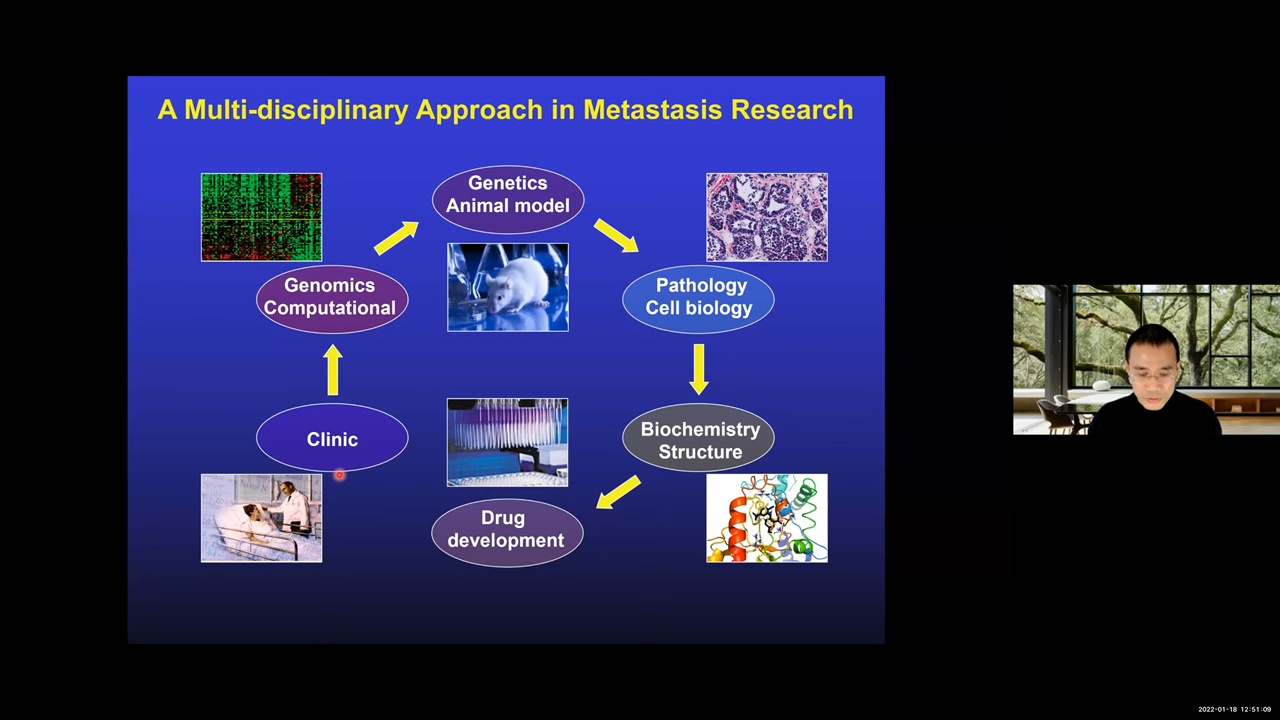 A Multi-disciplinary Approach in Metastasis Research
Genetics
Animal model
Genomics
Computational
Pathology
Cell biology
Clinic
Biochemistry
Structure
Drug
development
2022-01-18 12:51:09